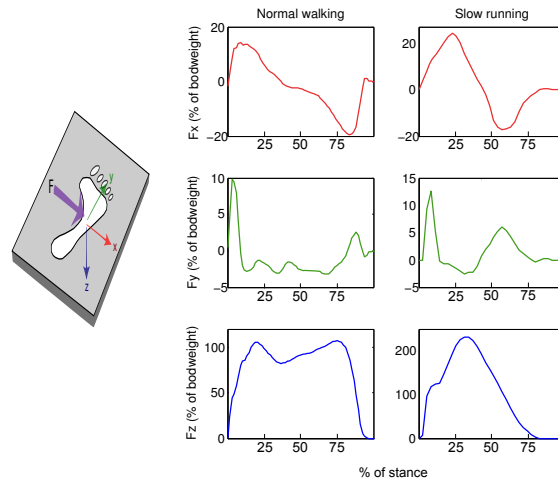 Normal walking
Slow running
Fx (% of bodweight)
20
0
-20
25 50 75
20
0
-20
25 50 75
F
y
x
z
Fy (% of bodweight)
10
5
0
-5
25 50 75
15
10
5
0
5
25 50 75
Fz (% of bodweight)
100
50
0
25 50 75
200
100
0
25 50 75
% of stance